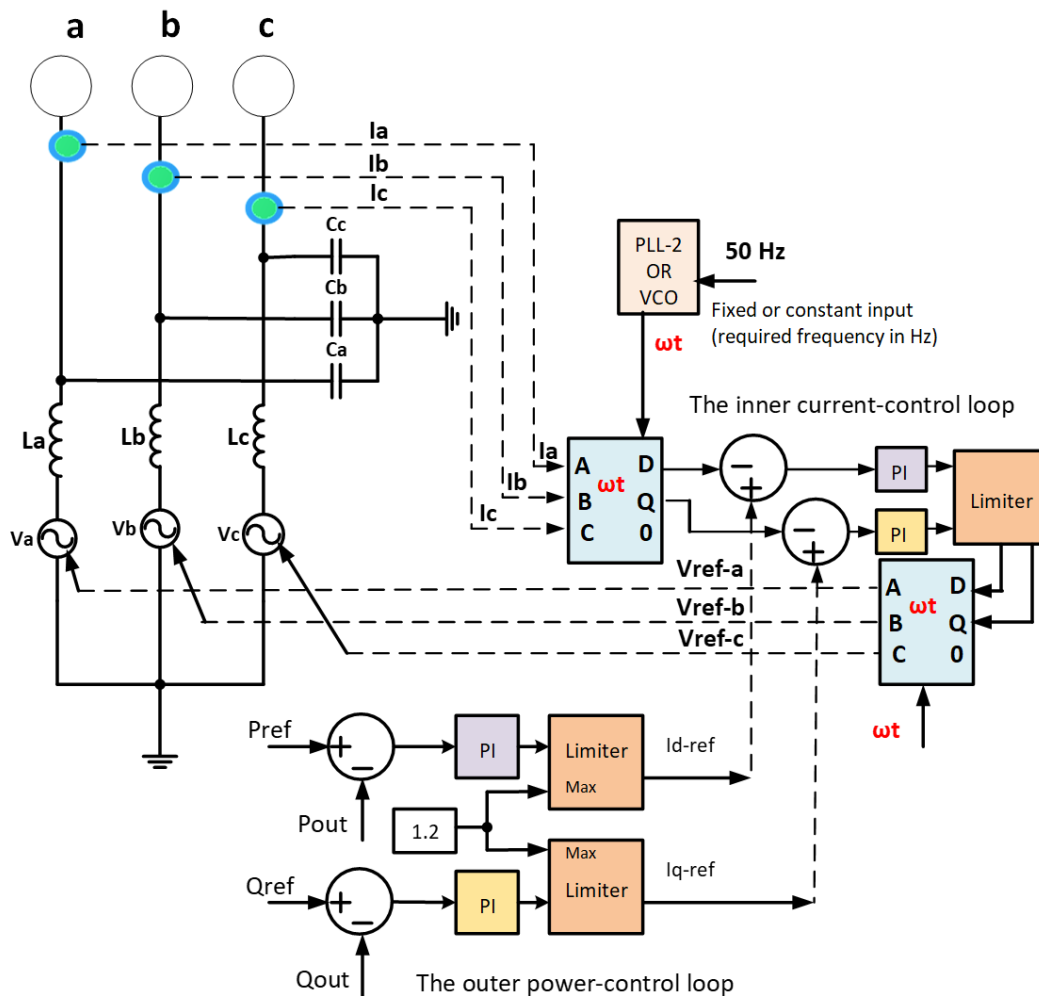 a b c
Ia
Ib
Ic
Cc
Cb
Ca
PLL-2
OR
VCO
50 Hz
Fixed or constant input
(required frequency in Hz)
ωt
The inner current-control loop
La Lb Lc
Ia
Ib
Ic
A D
ωt
B Q
C 0
PI
PI
Limiter
Va Vb Vc
Vref-a
Vref-b
Vref-c
A D
ωt
B Q
C 0
ωt
Pref
Pout
PI
Limiter
Max
Id-ref
1.2
Qref
Qout
PI
Max
Limiter
Iq-ref
The outer power-control loop